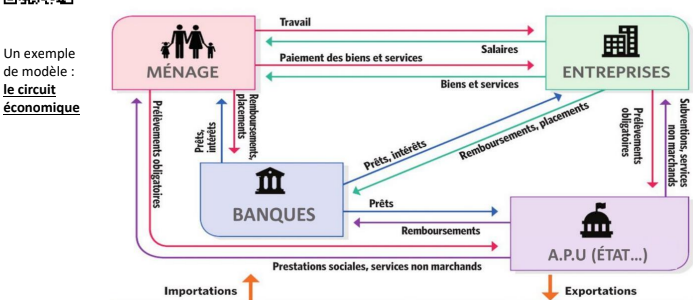 Un exemple
de modèle :
le circuit
économique
MÉNAGE
Travail
Salaires
Paiement des biens et services
Biens et services
ENTREPRISES
Prélèvements obligatoires
Prêts,
intérêts
Remboursements,
placements
Prêts, intérêts
Remboursements, placements
Prélèvements
obligatoires
Subventions, services
non marchands
BANQUES
Prêts
Remboursements
A.P.U (ÉTAT...)
Prestations sociales, services non marchands
Importations
Exportations